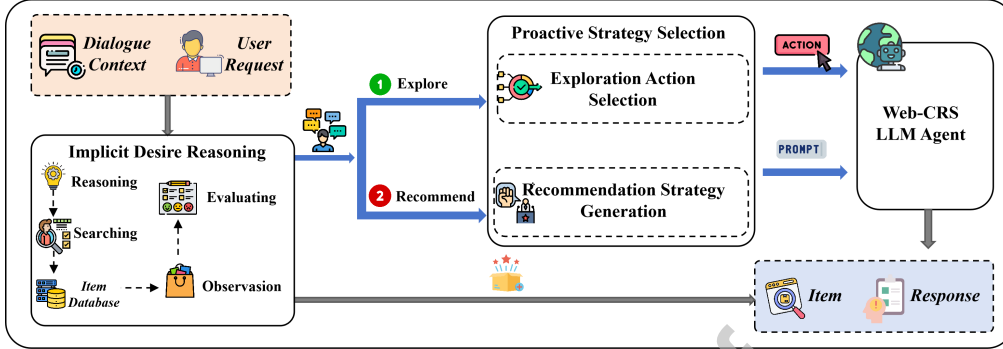 Dialogue
Context
User
Request
Implicit Desire Reasoning
Reasoning
Searching
Item
Database
Evaluating
Observasion
1 Explore
2 Recommend
Proactive Strategy Selection
Exploration Action
Selection
Recommendation Strategy
Generation
ACTION
PROMPT
Web-CRS
LLM Agent
Item
Response